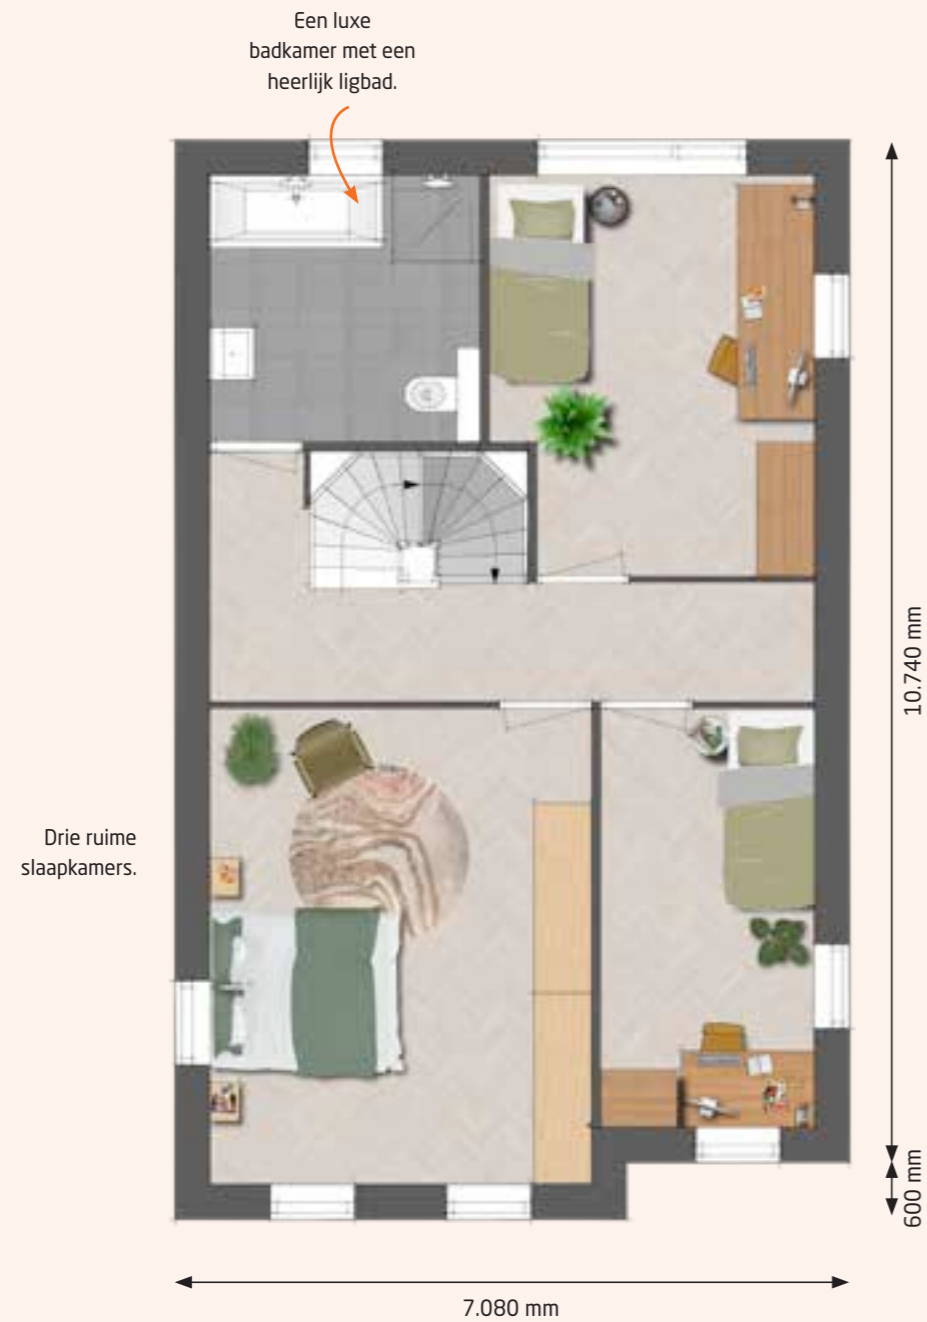 Een luxe
badkamer met een
heerlijk ligbad.
10.740 mm
Drie ruime
slaapkamers.
600 mm
7.080 mm